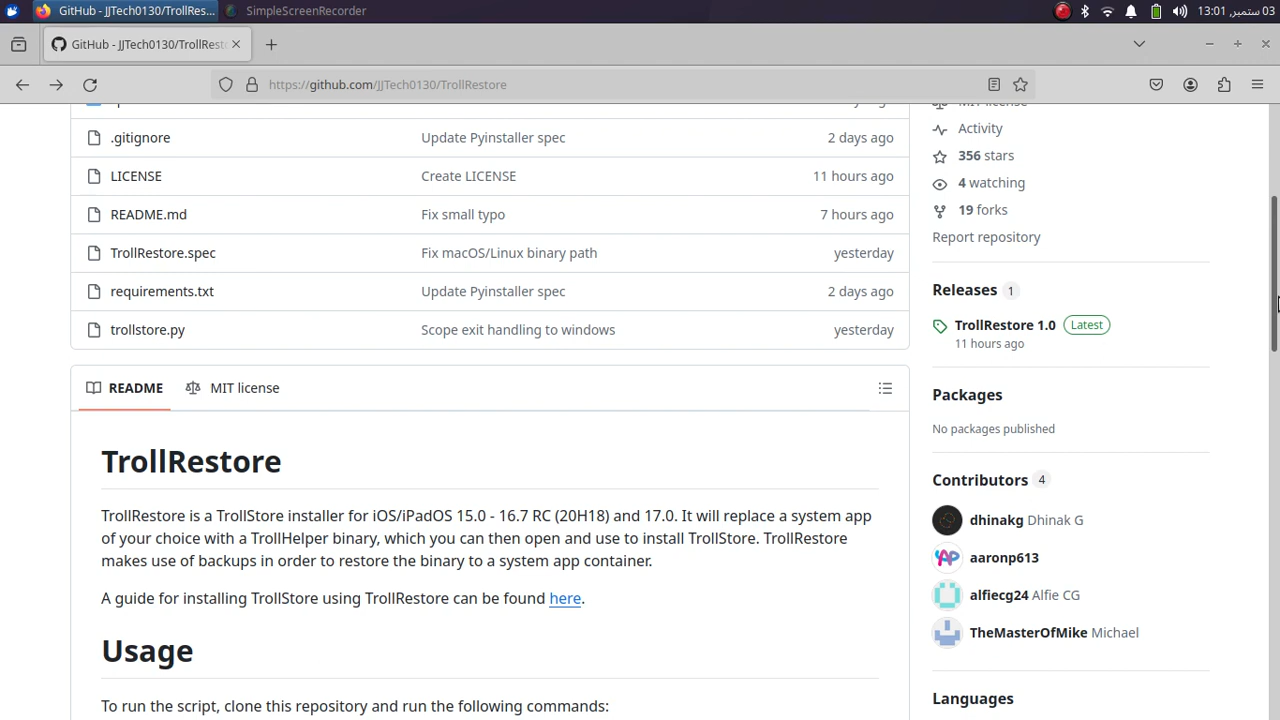 GitHub - JJTech0130/TrollRes...
SimpleScreenRecorder
13:01 ,03 ستمبر
GitHub - JJTech0130/TrollResto
https://github.com/JJTech0130/TrollRestore
.gitignore Update Pyinstaller spec 2 days ago
LICENSE Create LICENSE 11 hours ago
README.md Fix small typo 7 hours ago
TrollRestore.spec Fix macOS/Linux binary path yesterday
requirements.txt Update Pyinstaller spec 2 days ago
trollstore.py Scope exit handling to windows yesterday
README MIT license
TrollRestore
TrollRestore is a TrollStore installer for iOS/iPadOS 15.0 - 16.7 RC (20H18) and 17.0. It will replace a system app
of your choice with a TrollHelper binary, which you can then open and use to install TrollStore. TrollRestore
makes use of backups in order to restore the binary to a system app container.
A guide for installing TrollStore using TrollRestore can be found here.
Usage
To run the script, clone this repository and run the following commands:
MIT license
Activity
356 stars
4 watching
19 forks
Report repository
Releases 1
TrollRestore 1.0 Latest
11 hours ago
Packages
No packages published
Contributors 4
dhinakg Dhinak G
aaronp613
alfiecg24 Alfie CG
TheMasterOfMike Michael
Languages